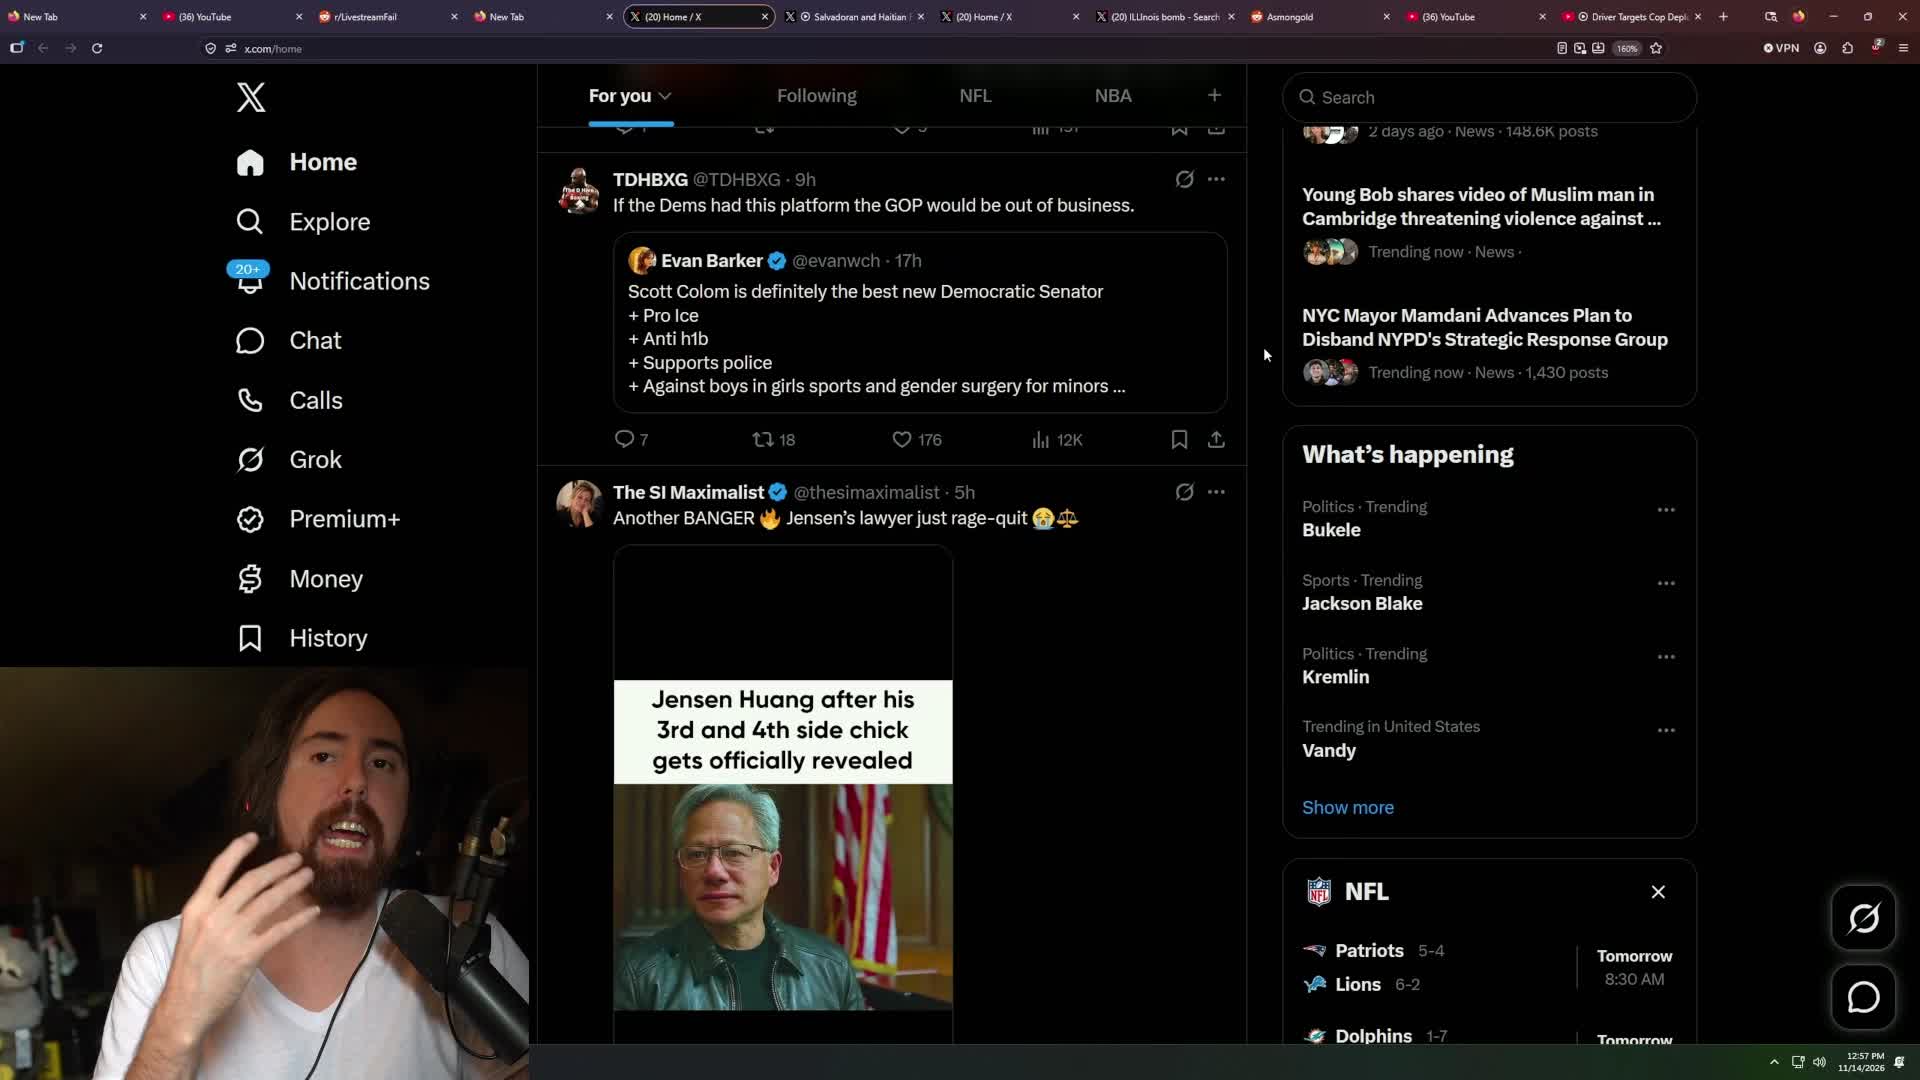 New Tab
(36) YouTube
r/LivestreamFail
New Tab
(20) Home / X
Salvadoran and Haitian
(20) Home / X
(20) ILLInois bomb - Search
Asmongold
(36) YouTube
Driver Targets Cop Depl
x.com/home
160%
VPN
2
For you
Following
NFL
NBA
Search
Home
Explore
20+
Notifications
Chat
Calls
Grok
Premium+
Money
History
TDHBXG @TDHBXG · 9h
If the Dems had this platform the GOP would be out of business.
Evan Barker @evanwch · 17h
Scott Colom is definitely the best new Democratic Senator
+ Pro Ice
+ Anti h1b
+ Supports police
+ Against boys in girls sports and gender surgery for minors ...
7
18
176
12K
The SI Maximalist @thesimaximalist · 5h
Another BANGER 🔥 Jensen’s lawyer just rage-quit 😭⚖️
Jensen Huang after his
3rd and 4th side chick
gets officially revealed
2 days ago · News · 148.6K posts
Young Bob shares video of Muslim man in
Cambridge threatening violence against ...
Trending now · News ·
NYC Mayor Mamdani Advances Plan to
Disband NYPD's Strategic Response Group
Trending now · News · 1,430 posts
What’s happening
Politics · Trending
Bukele
Sports · Trending
Jackson Blake
Politics · Trending
Kremlin
Trending in United States
Vandy
Show more
NFL
Patriots 5-4
Lions 6-2
Tomorrow
8:30 AM
Dolphins 1-7
Tomorrow
12:57 PM
11/14/2026